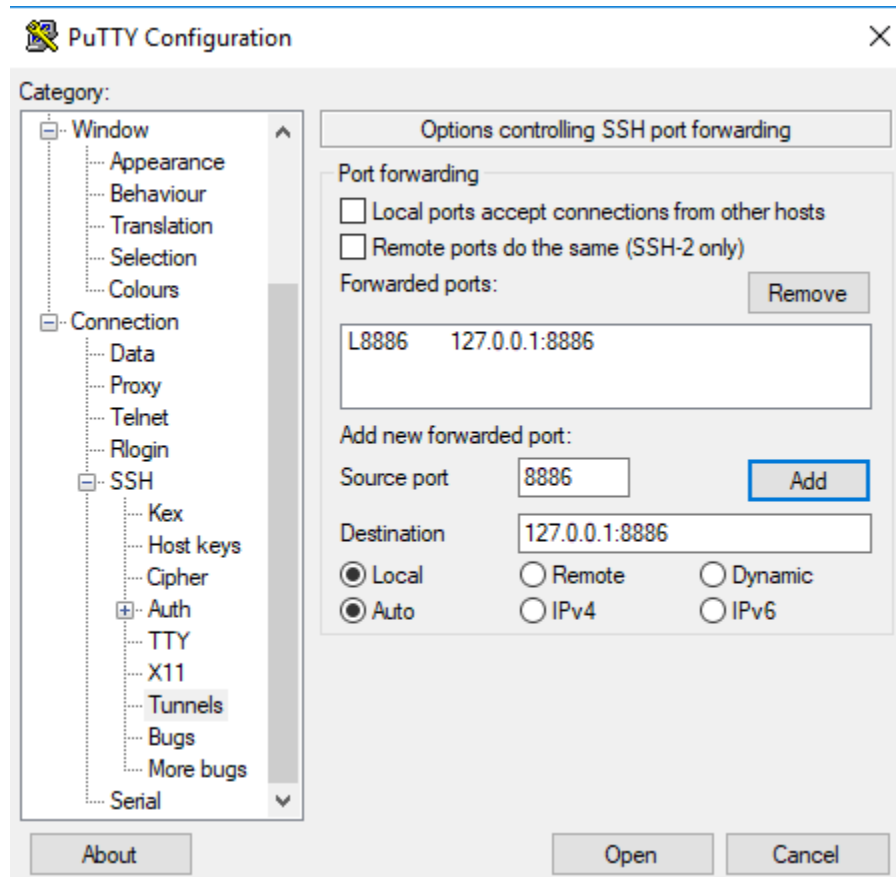 PuTTY Configuration
Category:
Window
Appearance
Behaviour
Translation
Selection
Colours
Connection
Data
Proxy
Telnet
Rlogin
SSH
Kex
Host keys
Cipher
Auth
TTY
X11
Tunnels
Bugs
More bugs
Serial
Options controlling SSH port forwarding
Port forwarding
Local ports accept connections from other hosts
Remote ports do the same (SSH-2 only)
Forwarded ports:
Remove
L8886 127.0.0.1:8886
Add new forwarded port:
Source port 8886 Add
Destination 127.0.0.1:8886
Local Remote Dynamic
Auto IPv4 IPv6
About Open Cancel